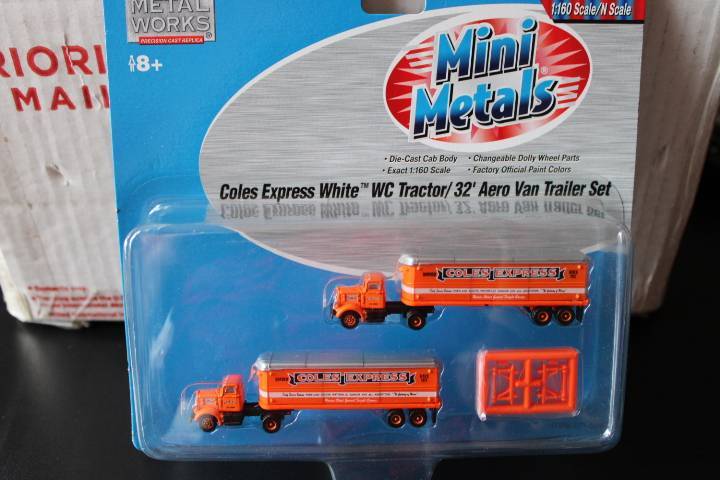 METAL
WORKS®
PRECISION CAST REPLICA
8+
RIORI
MAI
1:160 Scale/N Scale
Mini
Metals®
• Die-Cast Cab Body
• Changeable Dolly Wheel Parts
• Exact 1:160 Scale
• Factory Official Paint Colors
Coles Express White™ WC Tractor/ 32' Aero Van Trailer Set
COLES EXPRESS
COLES EXPRESS